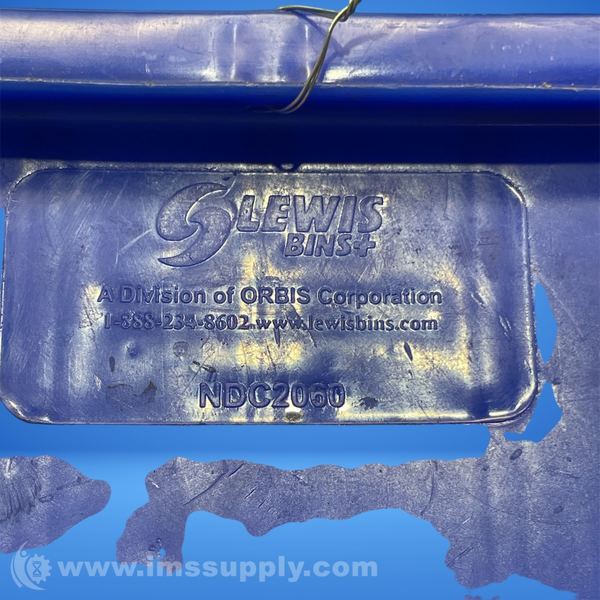 LEWIS
BINS+
A Division of ORBIS Corporation
1-888-234-8602.www.lewisbins.com
NDC2060
www.imssupply.com